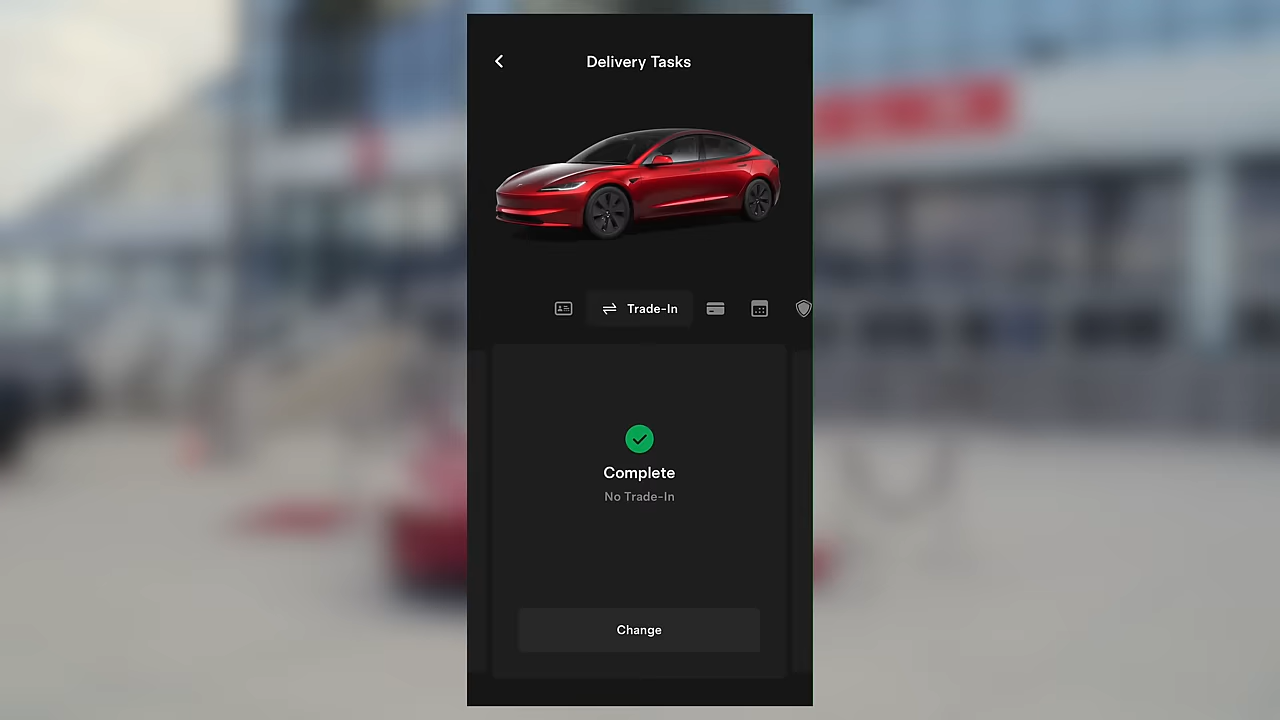 Delivery Tasks
Trade-In
Complete
No Trade-In
Change